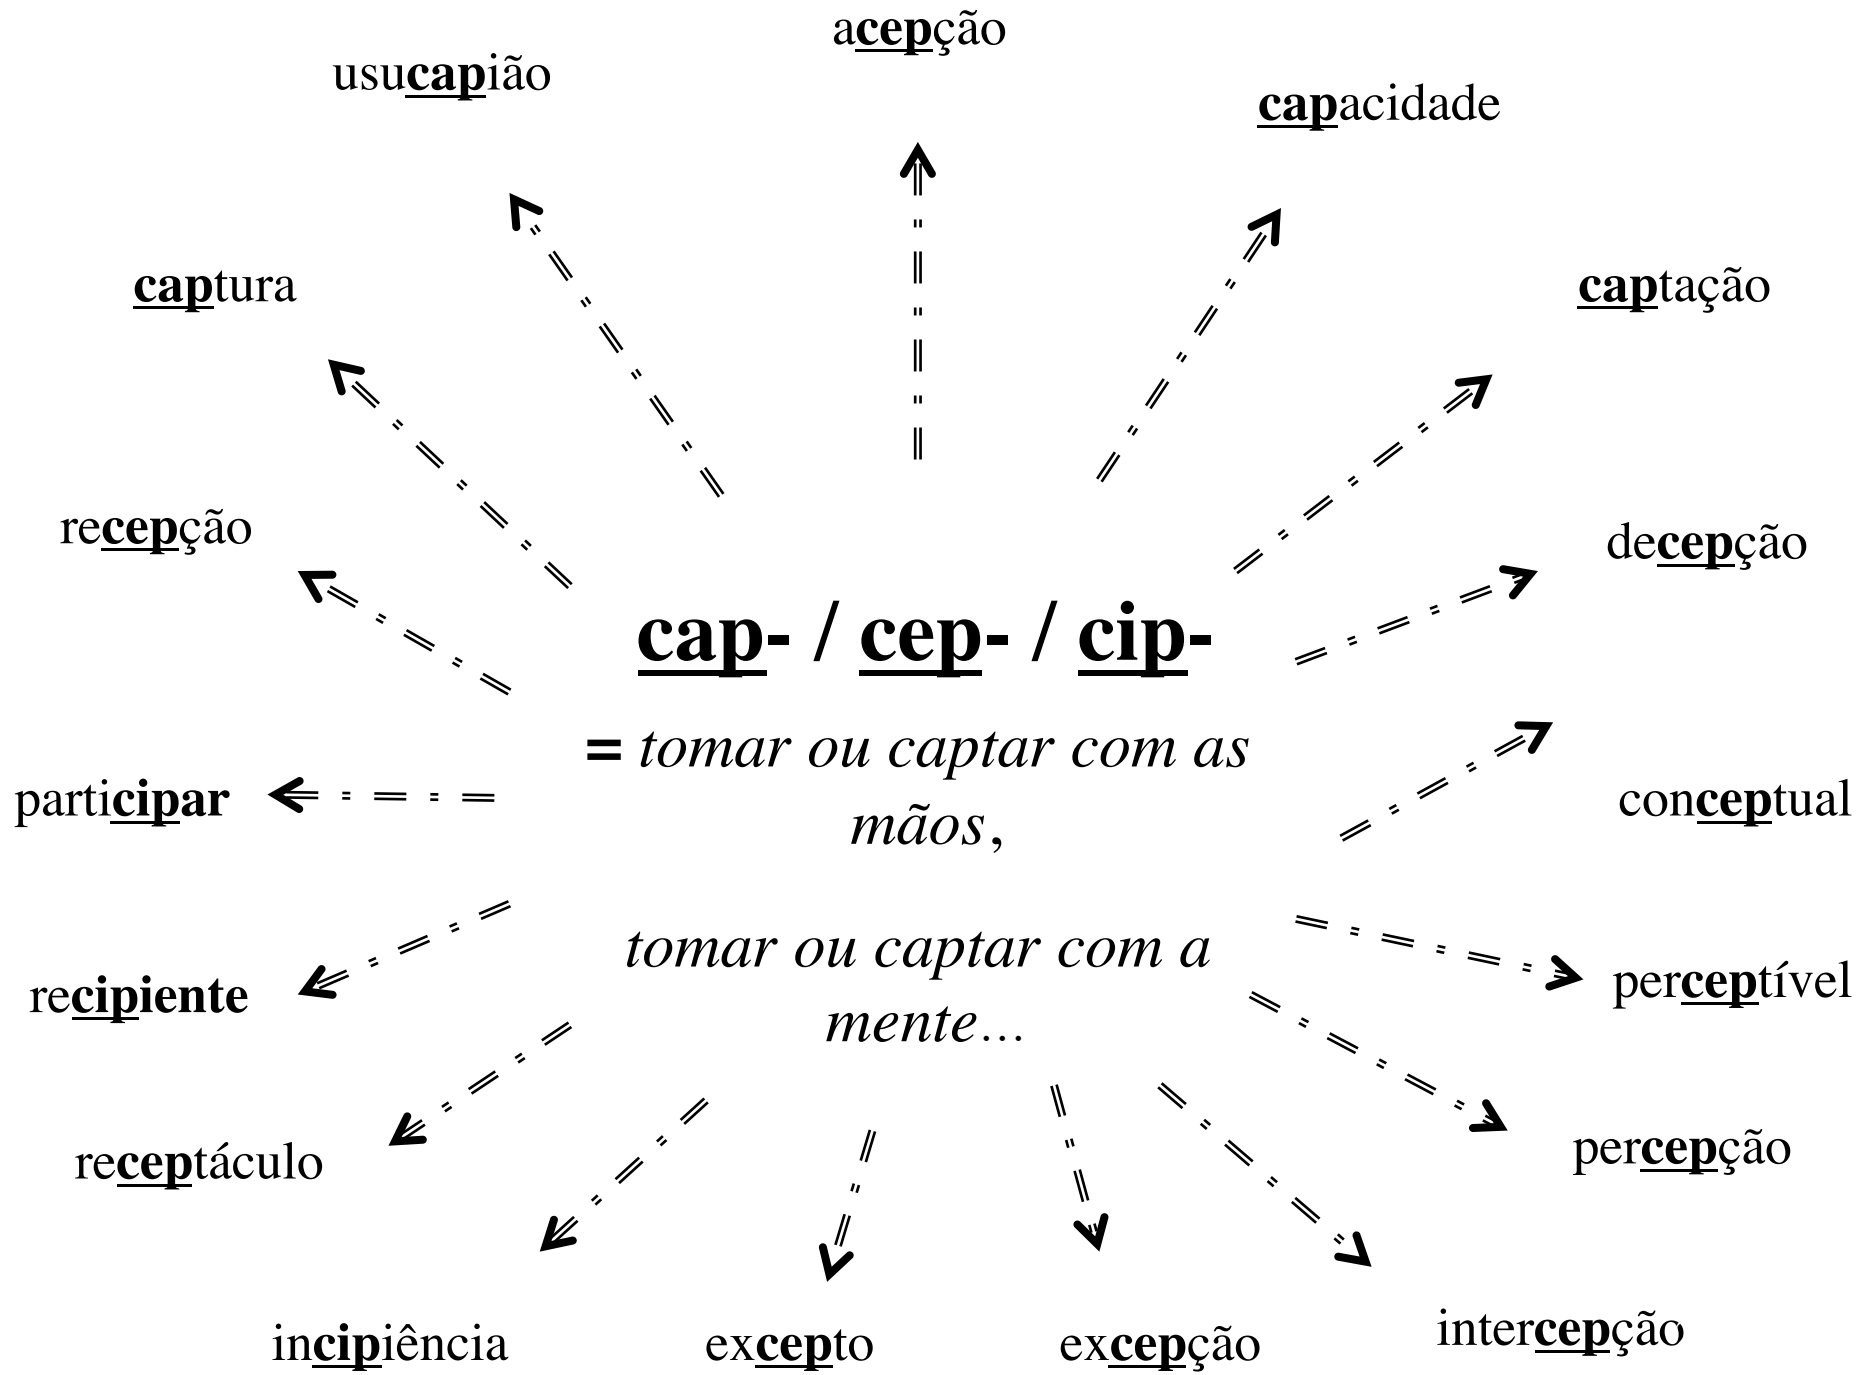 acepção
usucapião
capacidade
captura
captação
recepção
decepção
cap- / cep- / cip-
= tomar ou captar com as
mãos,
participar
conceptual
tomar ou captar com a
mente...
recipiente
perceptível
receptáculo
percepção
incipiência
excepto
excepção
intercepção